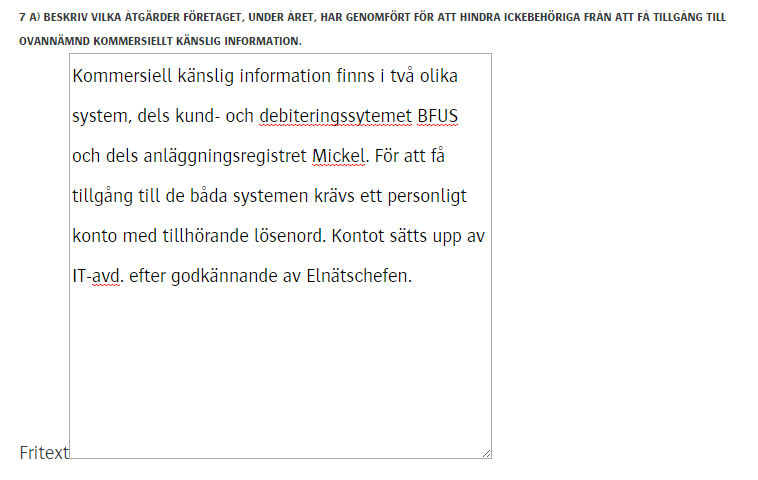 7 A) BESKRIV VILKA ÅTGÄRDER FÖRETAGET, UNDER ÅRET, HAR GENOMFÖRT FÖR ATT HINDRA ICKEBEHÖRIGA FRÅN ATT FÅ TILLGÅNG TILL
OVANNÄMND KOMMERSIELLT KÄNSLIG INFORMATION.
Kommersiell känslig information finns i två olika
system, dels kund- och debiteringssytemet BFUS
och dels anläggningsregistret Mickel. För att få
tillgång till de båda systemen krävs ett personligt
konto med tillhörande lösenord. Kontot sätts upp av
IT-avd. efter godkännande av Elnätschefen.
Fritext